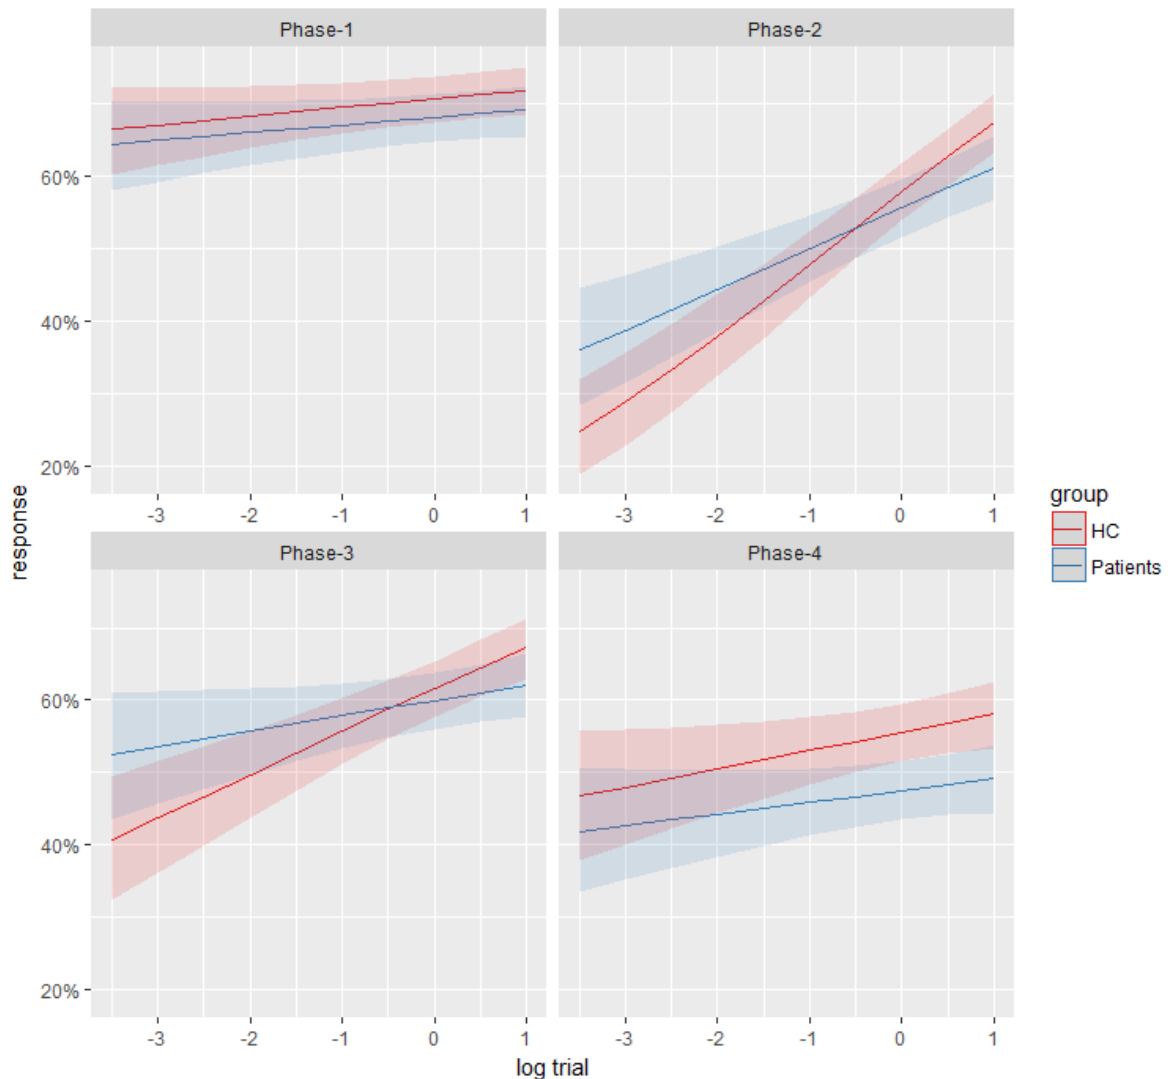 Phase-1
Phase-2
60%
40%
20%
-3 -2 -1 0 1
-3 -2 -1 0 1
Phase-3
Phase-4
60%
40%
20%
-3 -2 -1 0 1
-3 -2 -1 0 1
response
log trial
group
HC
Patients